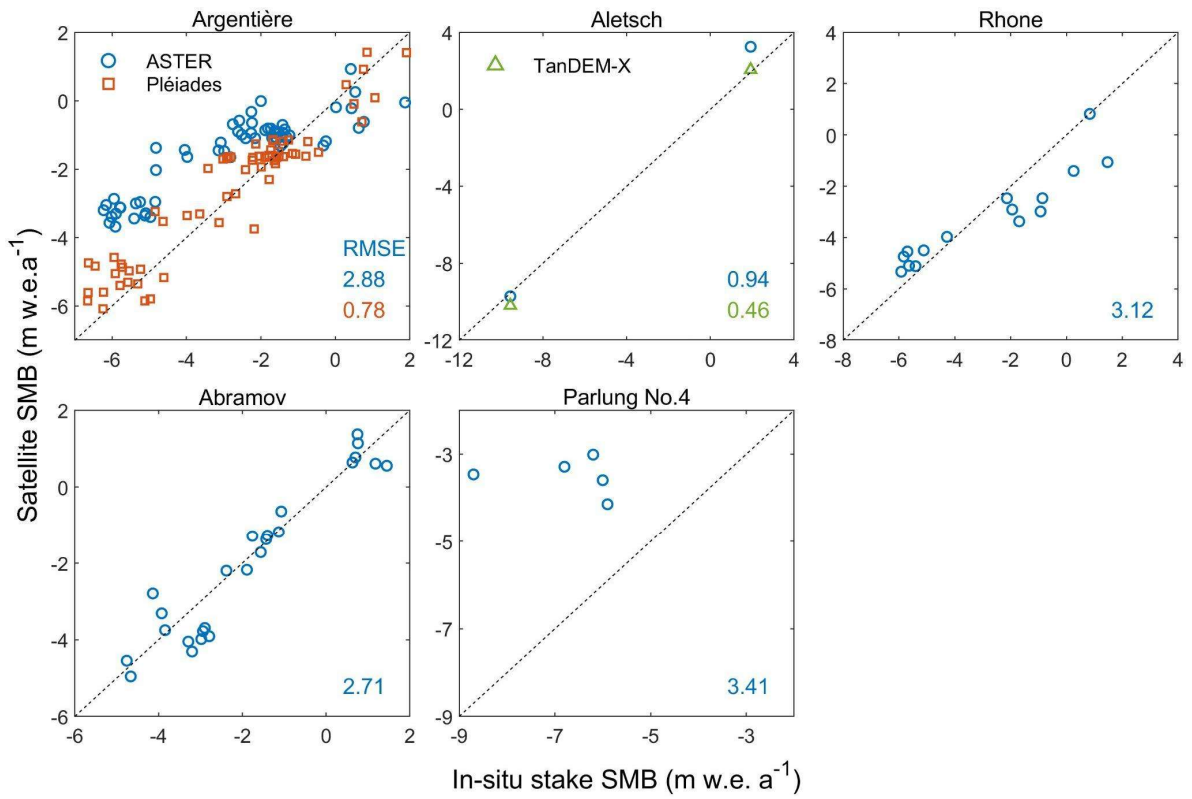 Argentière
Aletsch
Rhone
ASTER
Pléiades
TanDEM-X
2
0
-2
-4
-6
4
0
-4
-8
-12
4
2
0
-2
-4
-6
-8
RMSE
2.88
0.78
0.94
0.46
3.12
-6 -4 -2 0 2
-12 -8 -4 0 4
-8 -6 -4 -2 0 2 4
Abramov
Parlung No.4
2
0
-2
-4
-6
-3
-5
-7
-9
2.71
3.41
-6 -4 -2 0 2
-9 -7 -5 -3
Satellite SMB (m w.e.a⁻¹)
In-situ stake SMB (m w.e. a⁻¹)